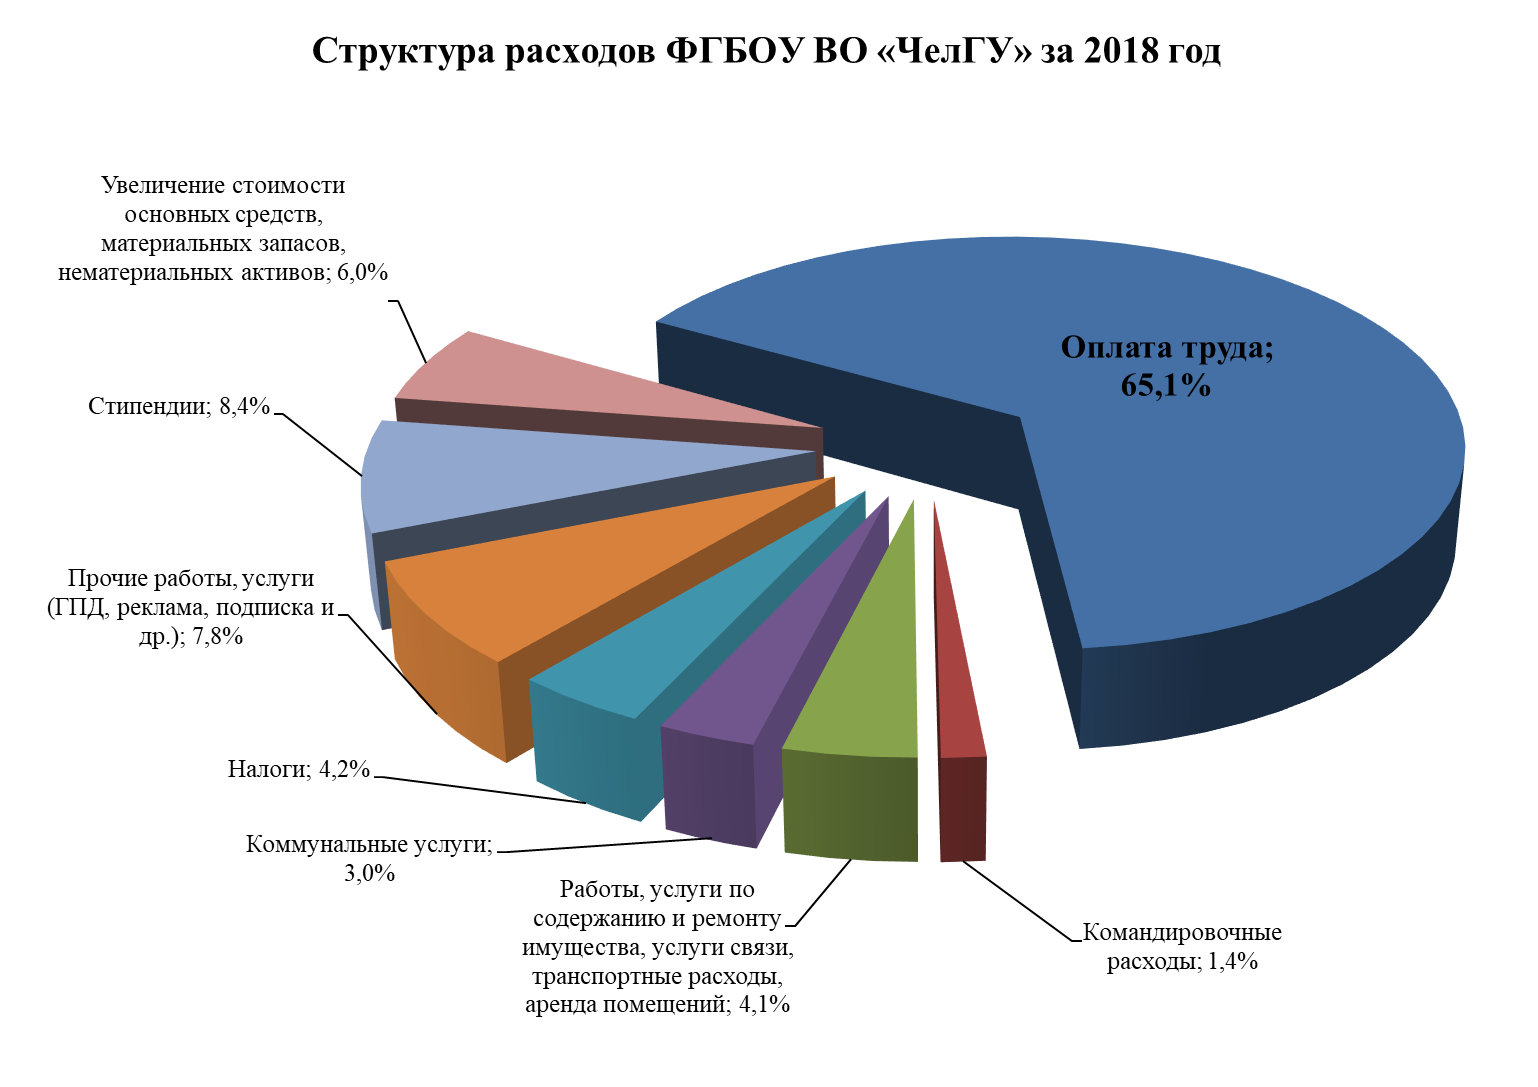 Структура расходов ФГБОУ ВО «ЧелГУ» за 2018 год
Увеличение стоимости
основных средств,
материальных запасов,
нематериальных активов; 6,0%
Оплата труда;
65,1%
Стипендии; 8,4%
Прочие работы, услуги
(ГПД, реклама, подписка и
др.); 7,8%
Налоги; 4,2%
Коммунальные услуги;
3,0%
Работы, услуги по
содержанию и ремонту
имущества, услуги связи,
транспортные расходы,
аренда помещений; 4,1%
Командировочные
расходы; 1,4%